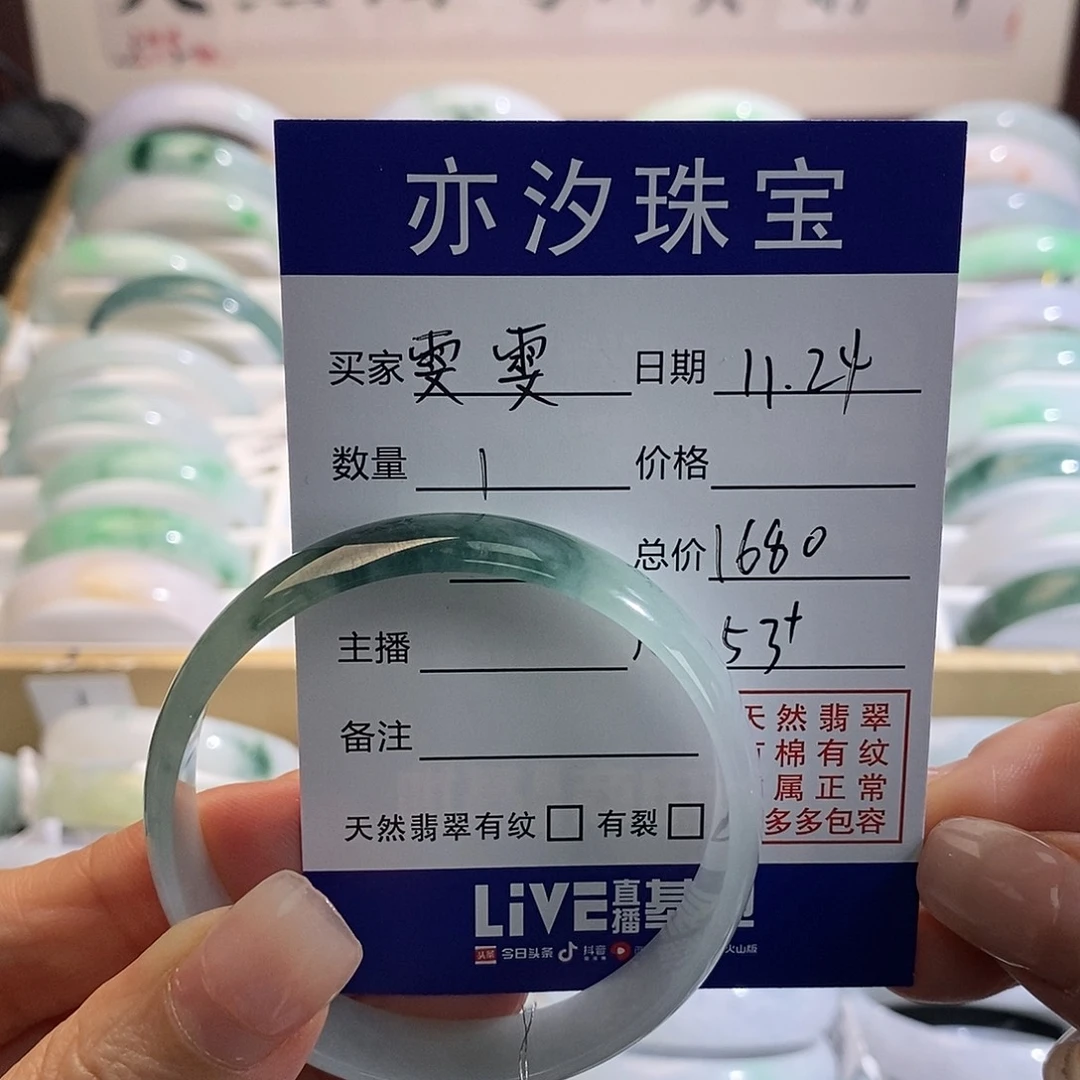 亦汐珠宝
买家 雯雯 日期 11.24
数量 1 价格
总价 1680
53+
主播
备注
天然翡翠
棉有纹
属正常
多多包容
天然翡翠有纹□ 有裂□
LiVE直播基
头条 今日头条 抖音 火山版